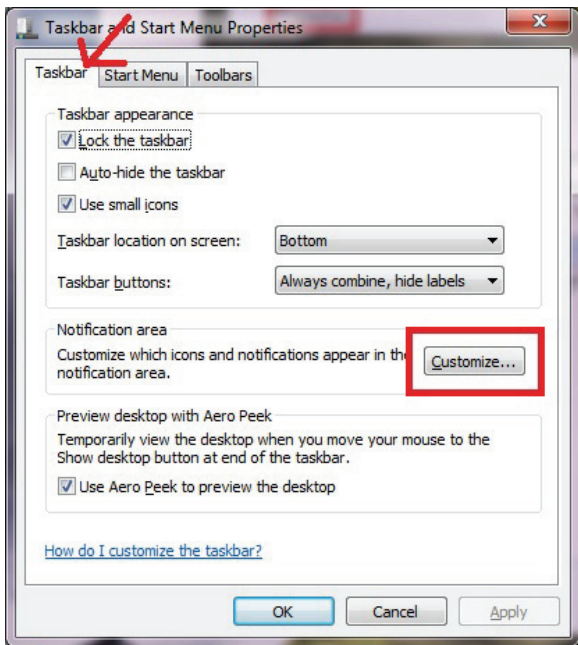 Taskbar and Start Menu Properties
Taskbar
Start Menu
Toolbars
Taskbar appearance
Lock the taskbar
Auto-hide the taskbar
Use small icons
Taskbar location on screen:
Bottom
Taskbar buttons:
Always combine, hide labels
Notification area
Customize which icons and notifications appear in the
notification area.
Customize...
Preview desktop with Aero Peek
Temporarily view the desktop when you move your mouse to the
Show desktop button at end of the taskbar.
Use Aero Peek to preview the desktop
How do I customize the taskbar?
OK
Cancel
Apply